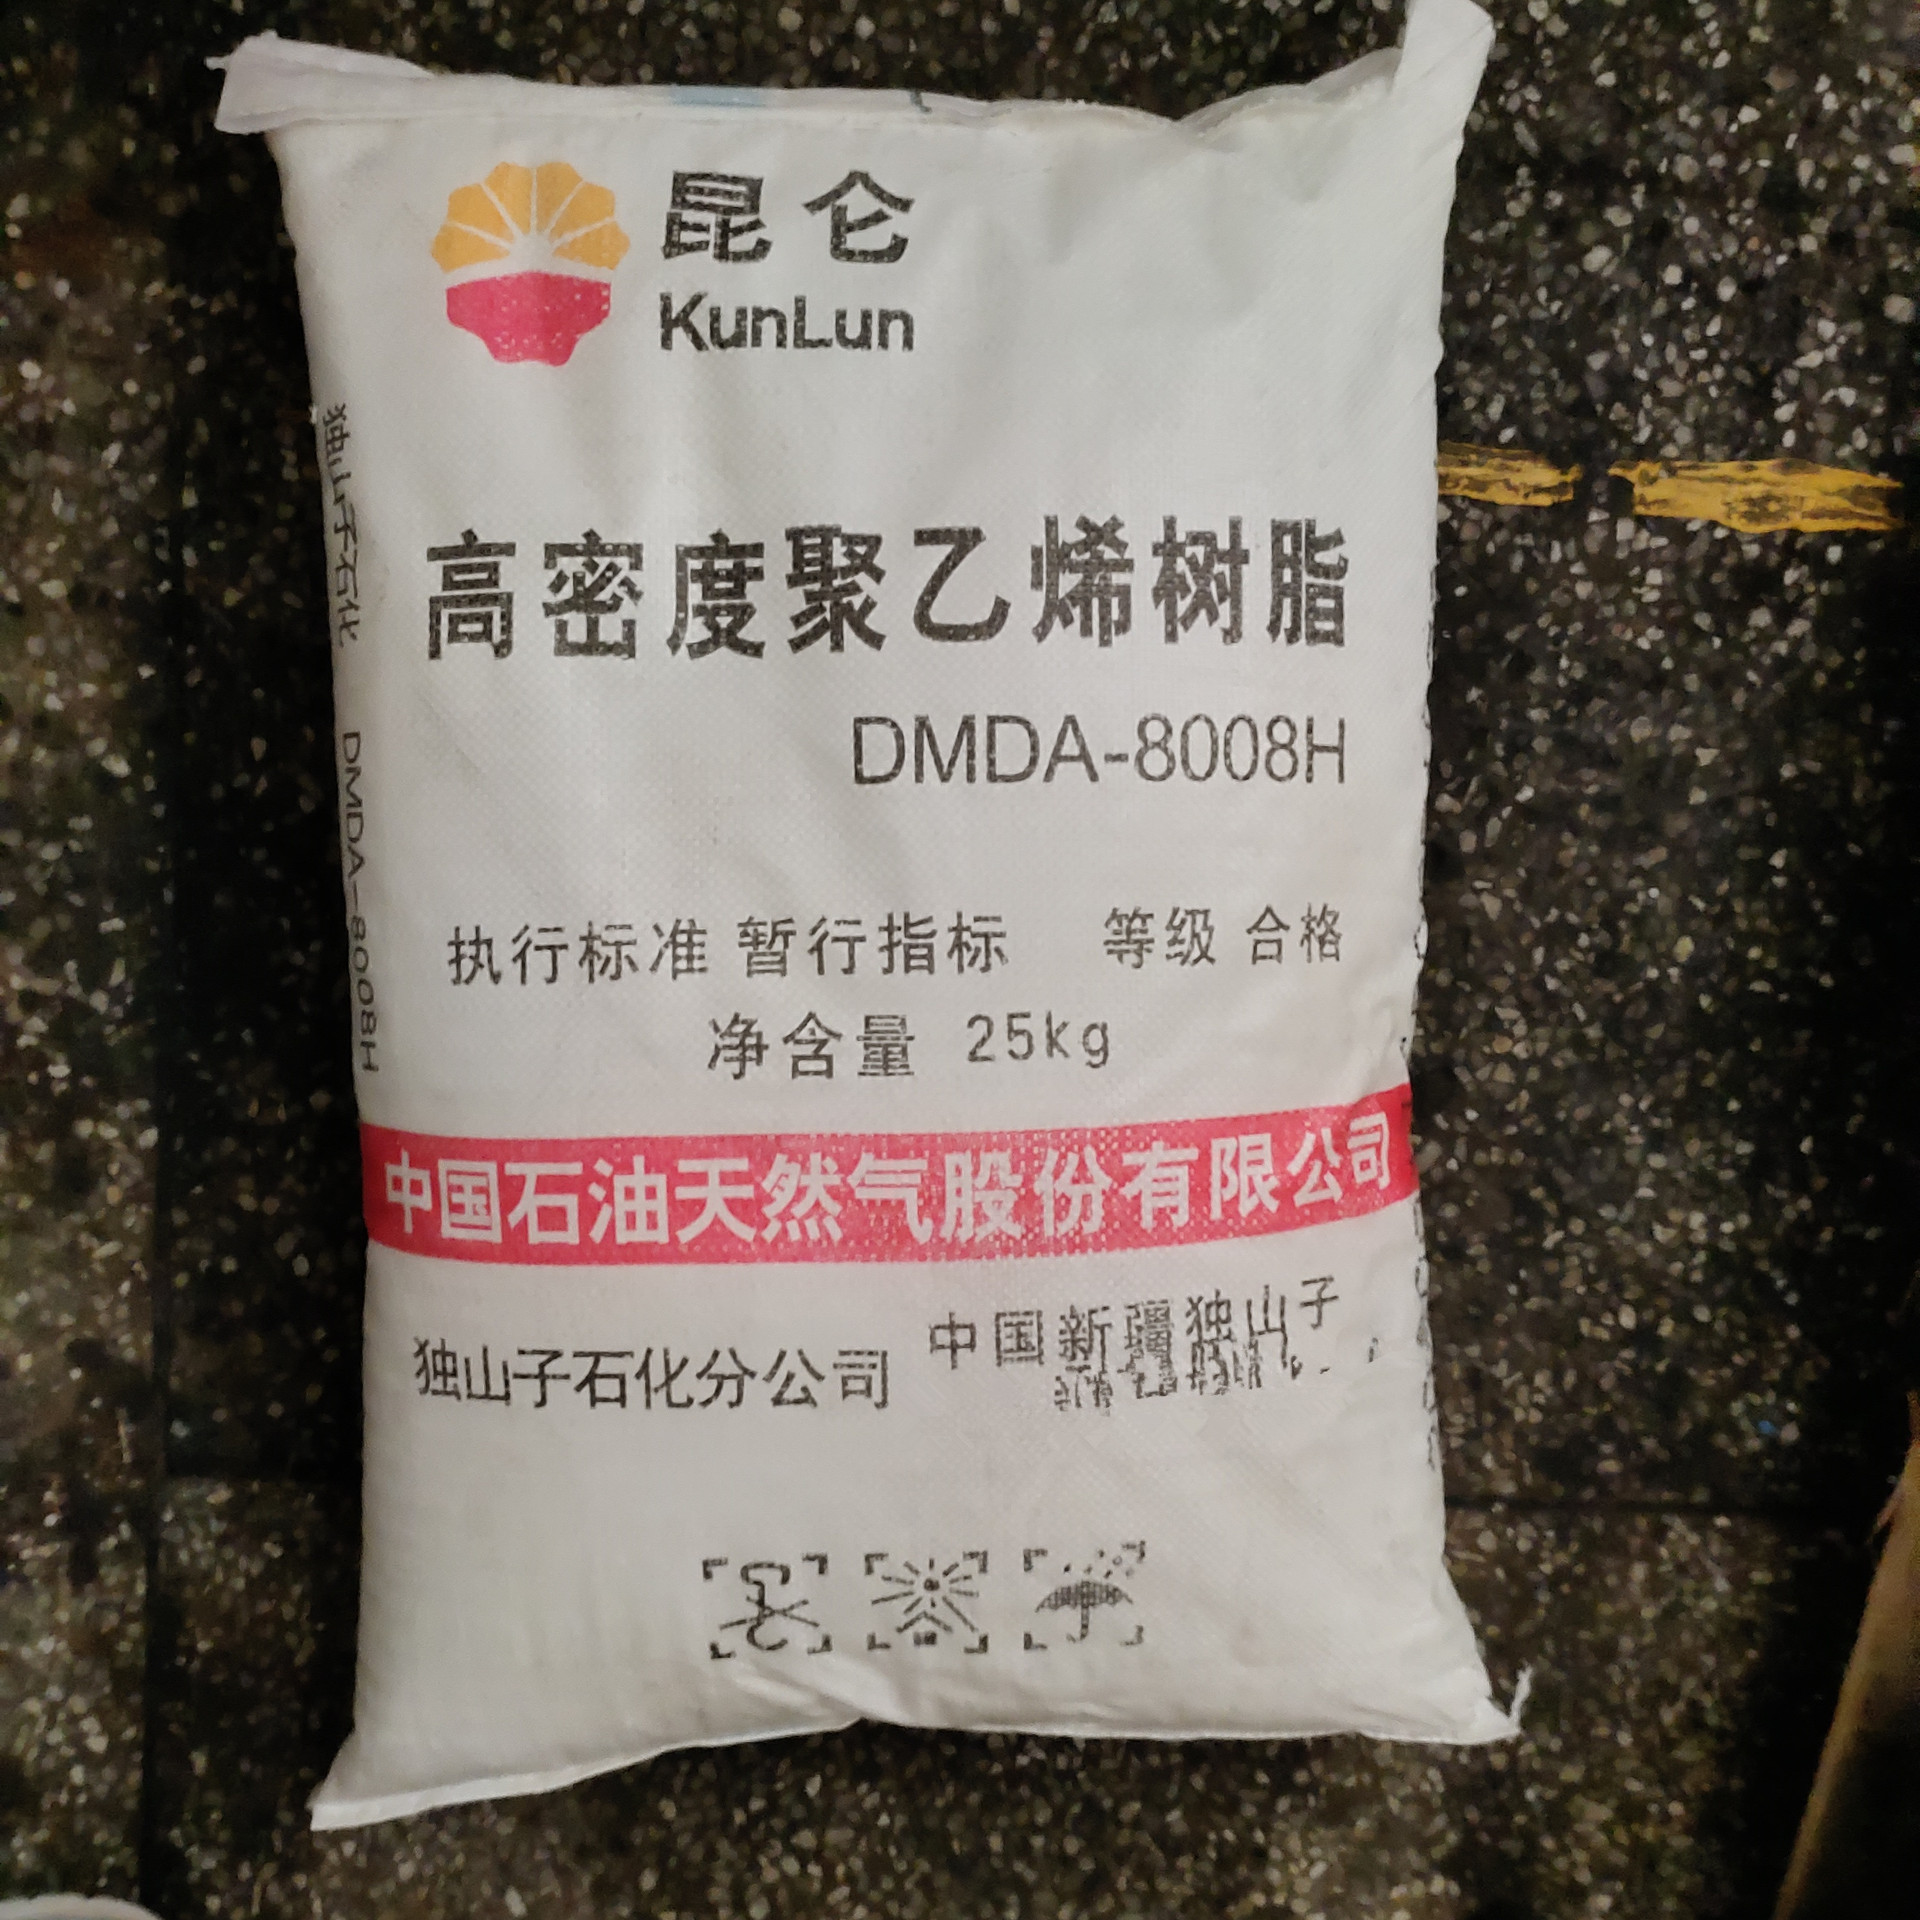 昆仑
KunLun
高密度聚乙烯树脂
DMDA-8008H
执行标准 暂行指标 等级 合格
净含量 25kg
中国石油天然气股份有限公司
独山子石化分公司 中国新疆独山子
独山子石化 DMDA-8008H